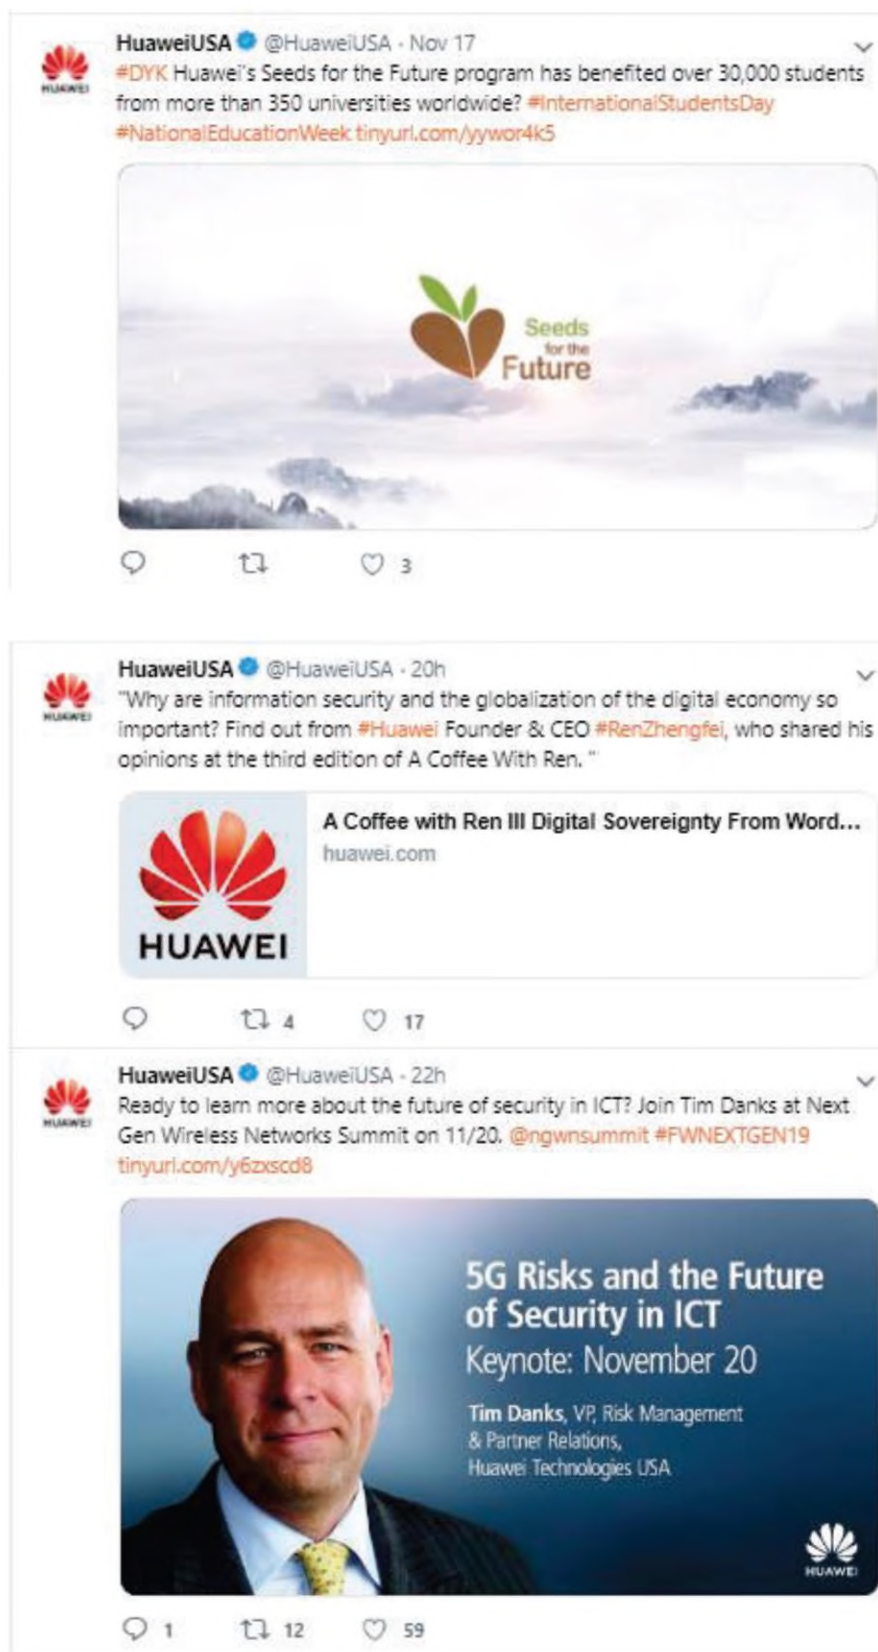 HuaweiUSA @HuaweiUSA · Nov 17
#DYK Huawei's Seeds for the Future program has benefited over 30,000 students
from more than 350 universities worldwide? #InternationalStudentsDay
#NationalEducationWeek tinyurl.com/yywor4k5
HUAWEI
Seeds
for the
Future
3
HuaweiUSA @HuaweiUSA · 20h
"Why are information security and the globalization of the digital economy so
important? Find out from #Huawei Founder & CEO #RenZhengfei, who shared his
opinions at the third edition of A Coffee With Ren. "
HUAWEI
A Coffee with Ren III Digital Sovereignty From Word...
huawei.com
HUAWEI
4 17
HuaweiUSA @HuaweiUSA · 22h
Ready to learn more about the future of security in ICT? Join Tim Danks at Next
Gen Wireless Networks Summit on 11/20. @ngwnsummit #FWNEXTGEN19
tinyurl.com/y6zxscd8
HUAWEI
5G Risks and the Future
of Security in ICT
Keynote: November 20
Tim Danks, VP, Risk Management
& Partner Relations,
Huawei Technologies USA
HUAWEI
1 12 59